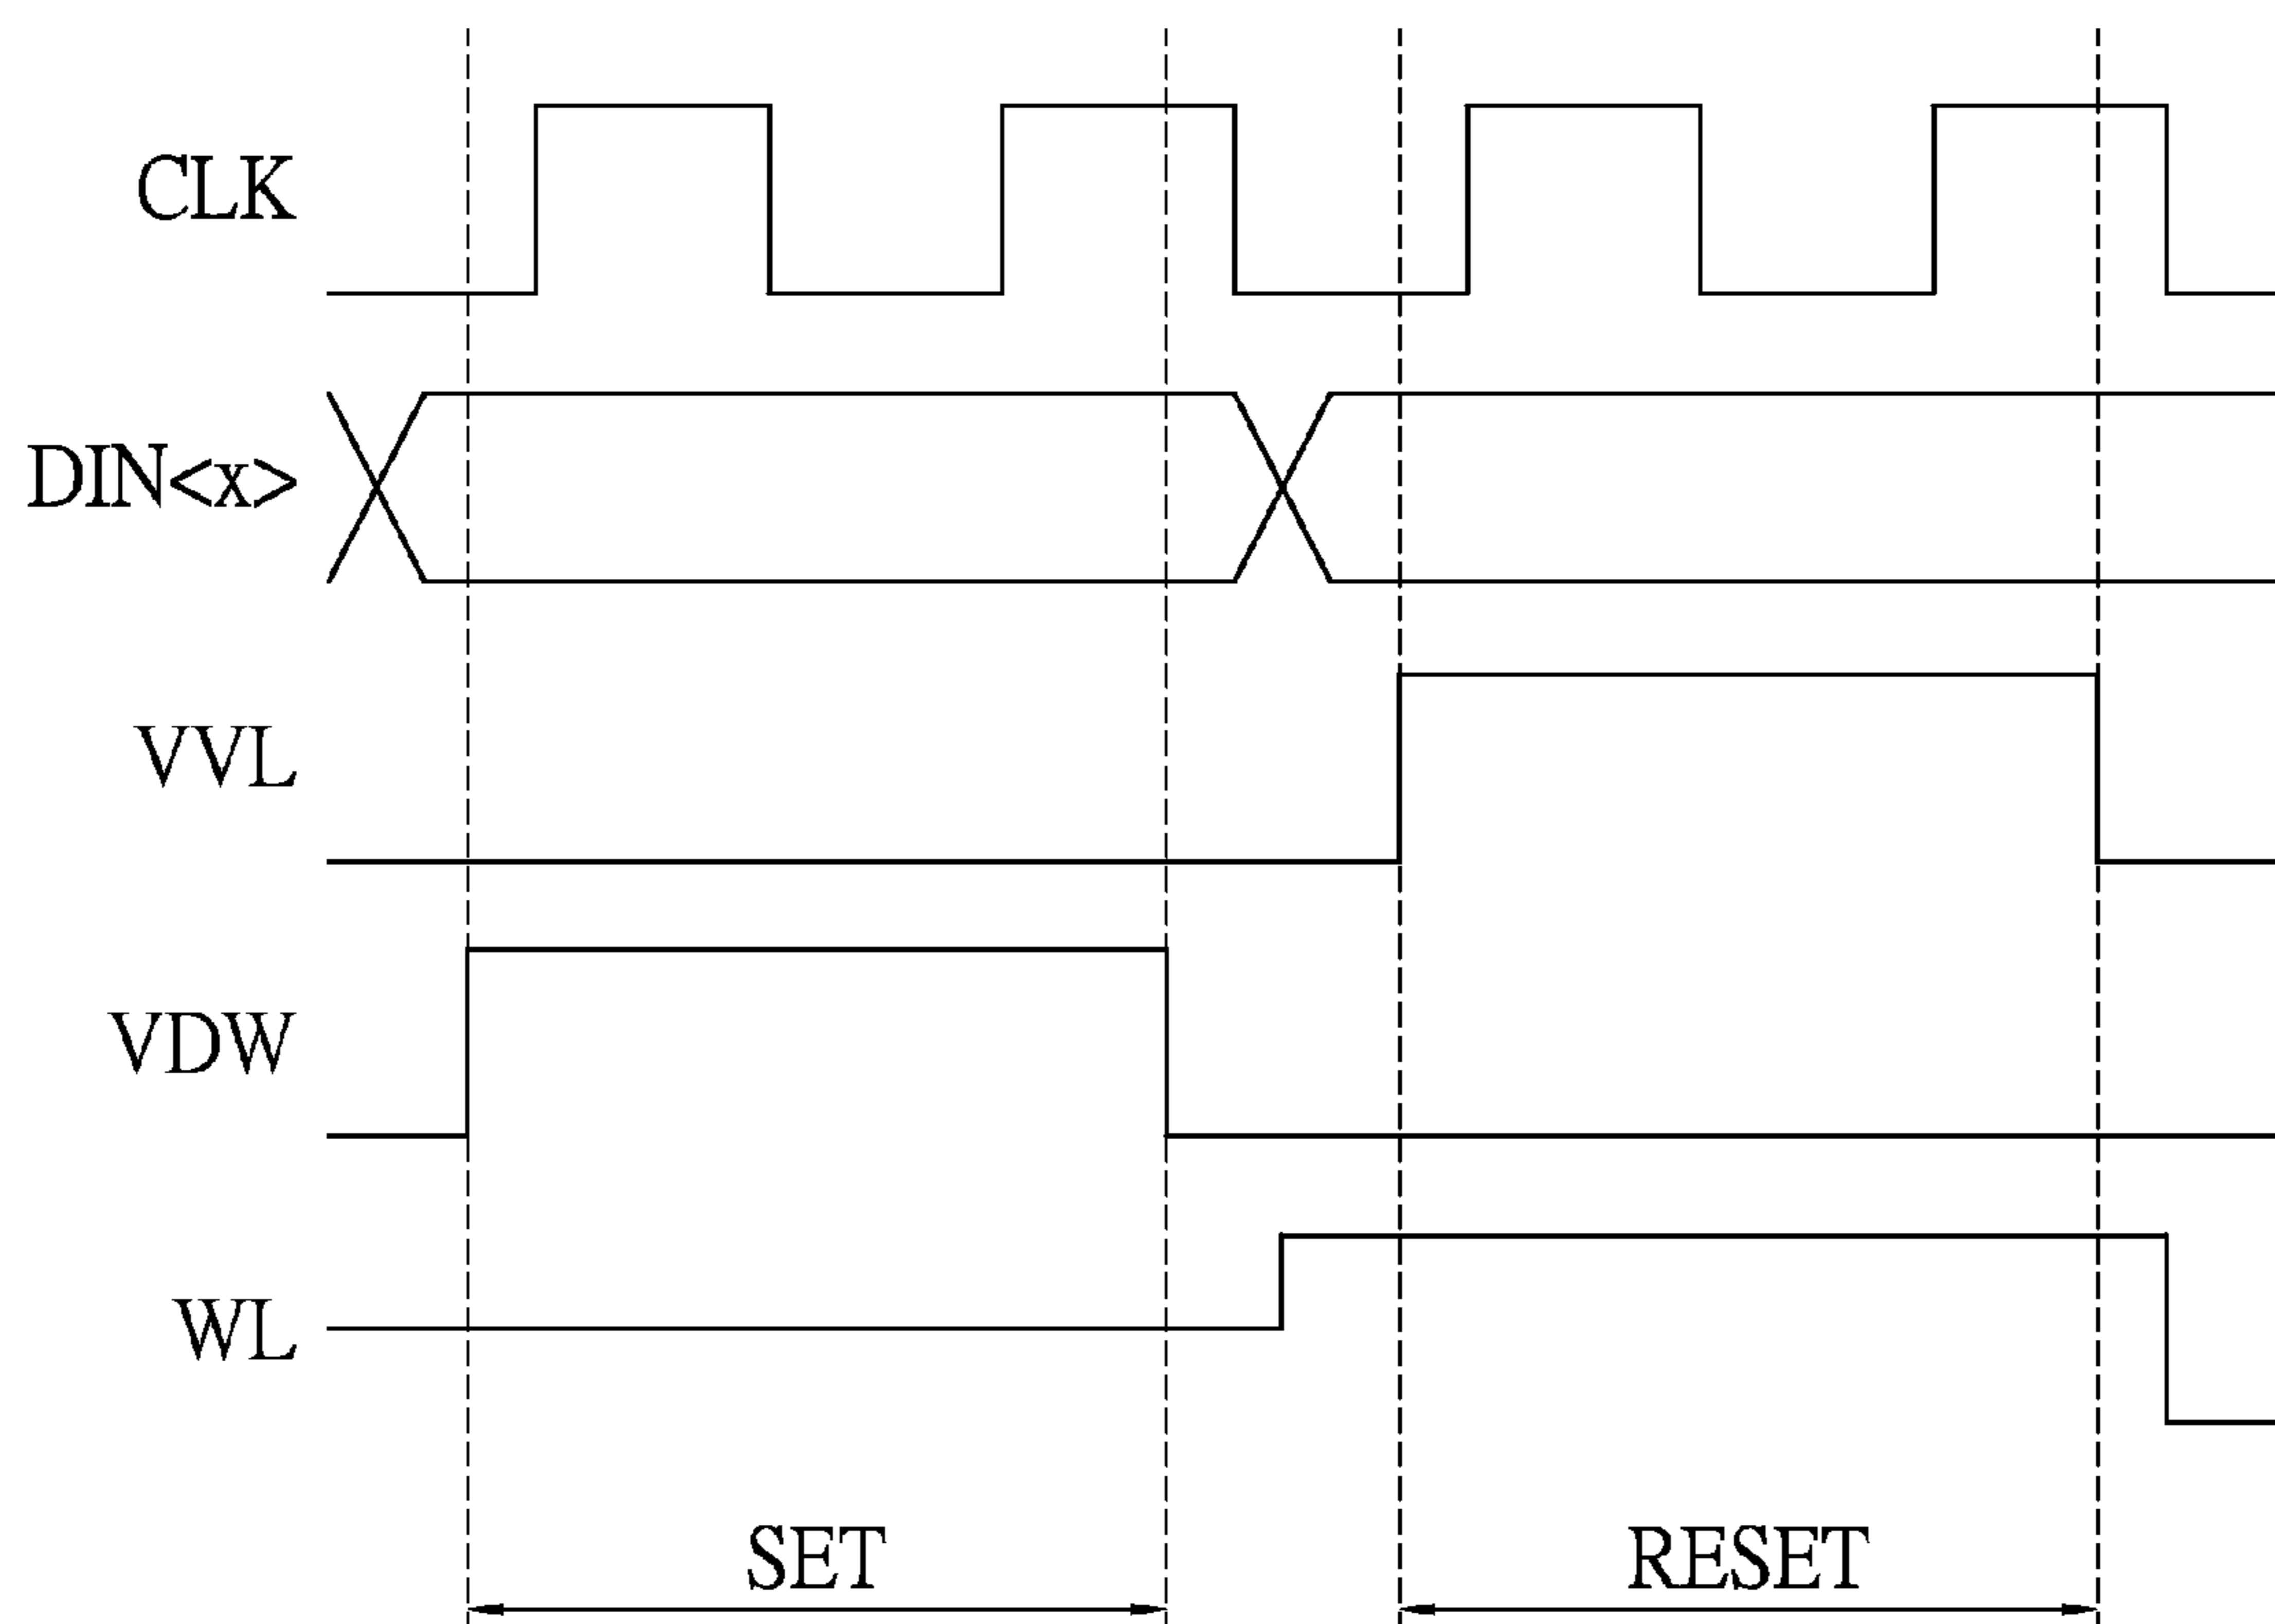 CLK
DIN<x>
VVL
VDW
WL
SET
RESET